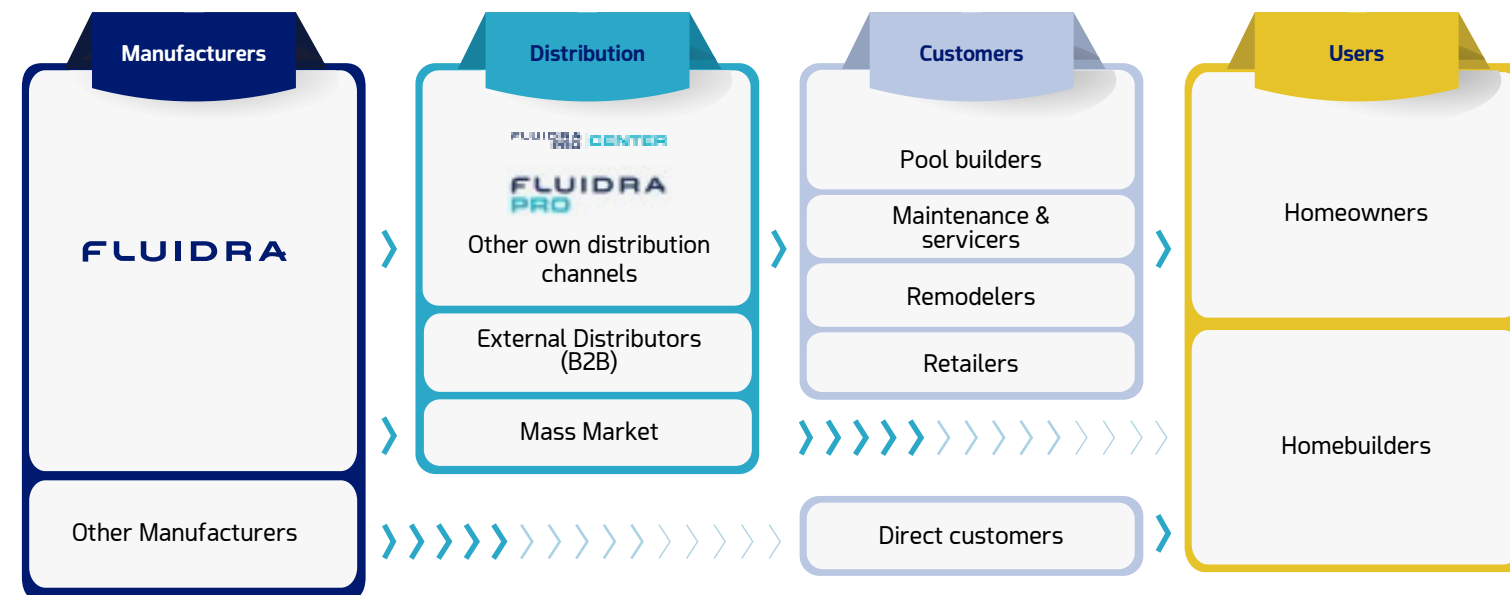 Manufacturers
FLUIDRA
Other Manufacturers
Distribution
FLUIDRA
PRO CENTER
FLUIDRA
PRO
Other own distribution
channels
External Distributors
(B2B)
Mass Market
Customers
Pool builders
Maintenance &
servicers
Remodelers
Retailers
Direct customers
Users
Homeowners
Homebuilders